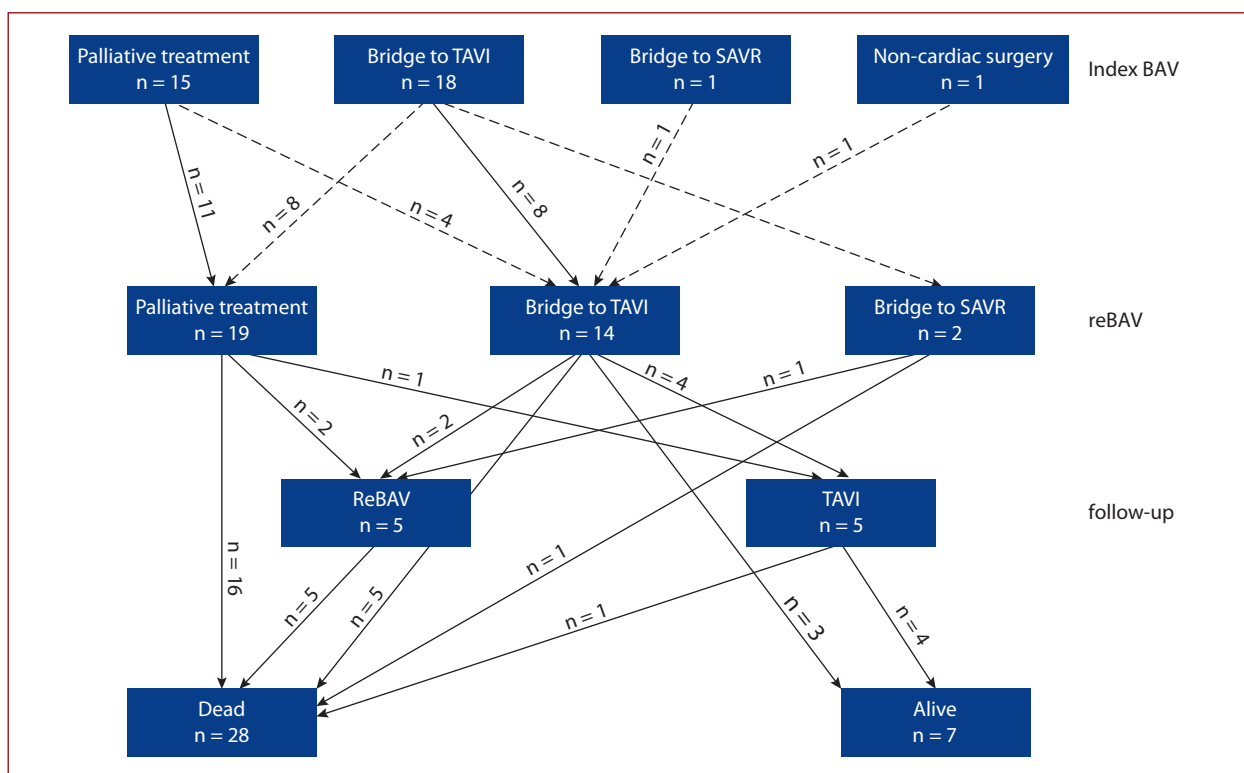 Palliative treatment
n = 15
Bridge to TAVI
n = 18
Bridge to SAVR
n = 1
Non-cardiac surgery
n = 1
Index BAV
n = 11
n = 8
n = 4
n = 8
n = 1
n = 1
Palliative treatment
n = 19
Bridge to TAVI
n = 14
Bridge to SAVR
n = 2
reBAV
n = 2
n = 1
n = 2
n = 4
n = 1
ReBAV
n = 5
TAVI
n = 5
follow-up
n = 16
n = 5
n = 5
n = 1
n = 1
n = 3
n = 4
Dead
n = 28
Alive
n = 7